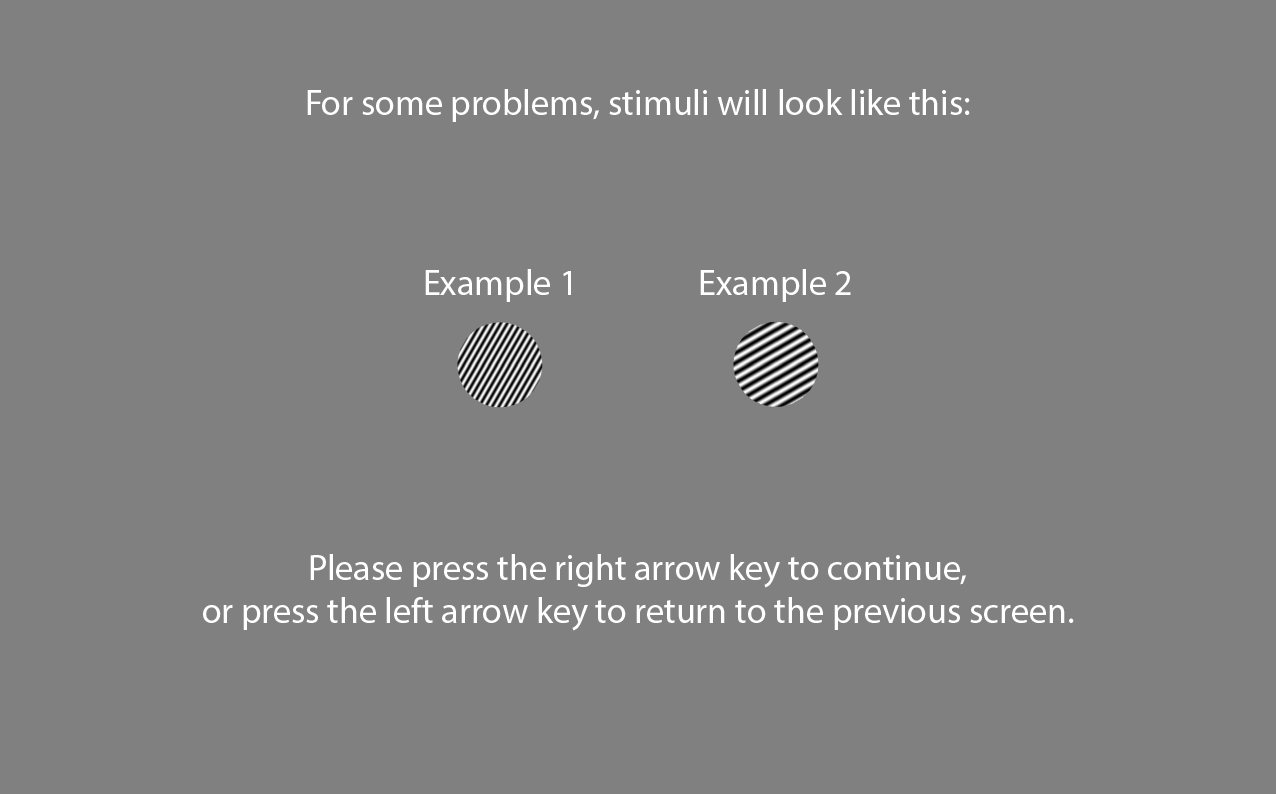 For some problems, stimuli will look like this:
Example 1
Example 2
Please press the right arrow key to continue,
or press the left arrow key to return to the previous screen.